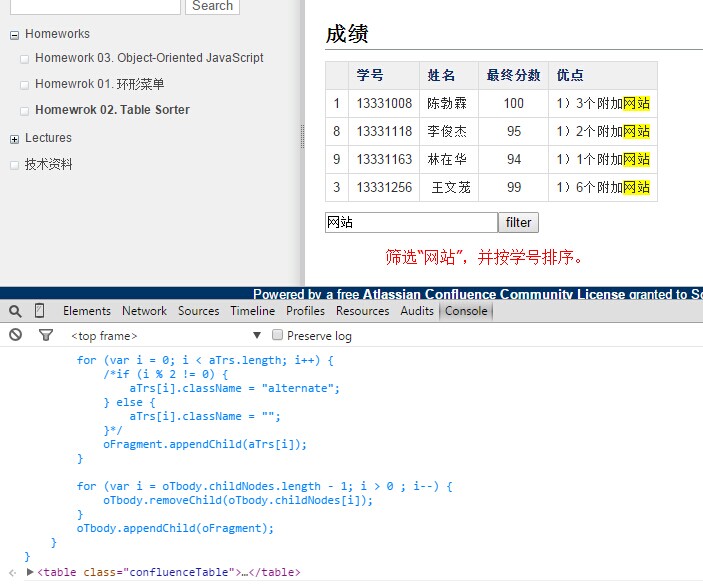 Search
Homeworks
Homework 03. Object-Oriented JavaScript
Homewrok 01. 环形菜单
Homewrok 02. Table Sorter
Lectures
技术资料
成绩
学号 姓名 最终分数 优点
1 13331008 陈勃霖 100 1）3个附加网站
8 13331118 李俊杰 95 1）2个附加网站
9 13331163 林在华 94 1）1个附加网站
3 13331256 王文茏 99 1）6个附加网站
网站 filter
筛选“网站”，并按学号排序。
Powered by a free Atlassian Confluence Community License granted to So
Elements Network Sources Timeline Profiles Resources Audits Console
<top frame> ▼ Preserve log
for (var i = 0; i < aTrs.length; i++) {
/*if (i % 2 != 0) {
aTrs[i].className = "alternate";
} else {
aTrs[i].className = "";
}*/
oFragment.appendChild(aTrs[i]);
}
for (var i = oTbody.childNodes.length - 1; i > 0 ; i--) {
oTbody.removeChild(oTbody.childNodes[i]);
}
oTbody.appendChild(oFragment);
}
}
<table class="confluenceTable">…</table>